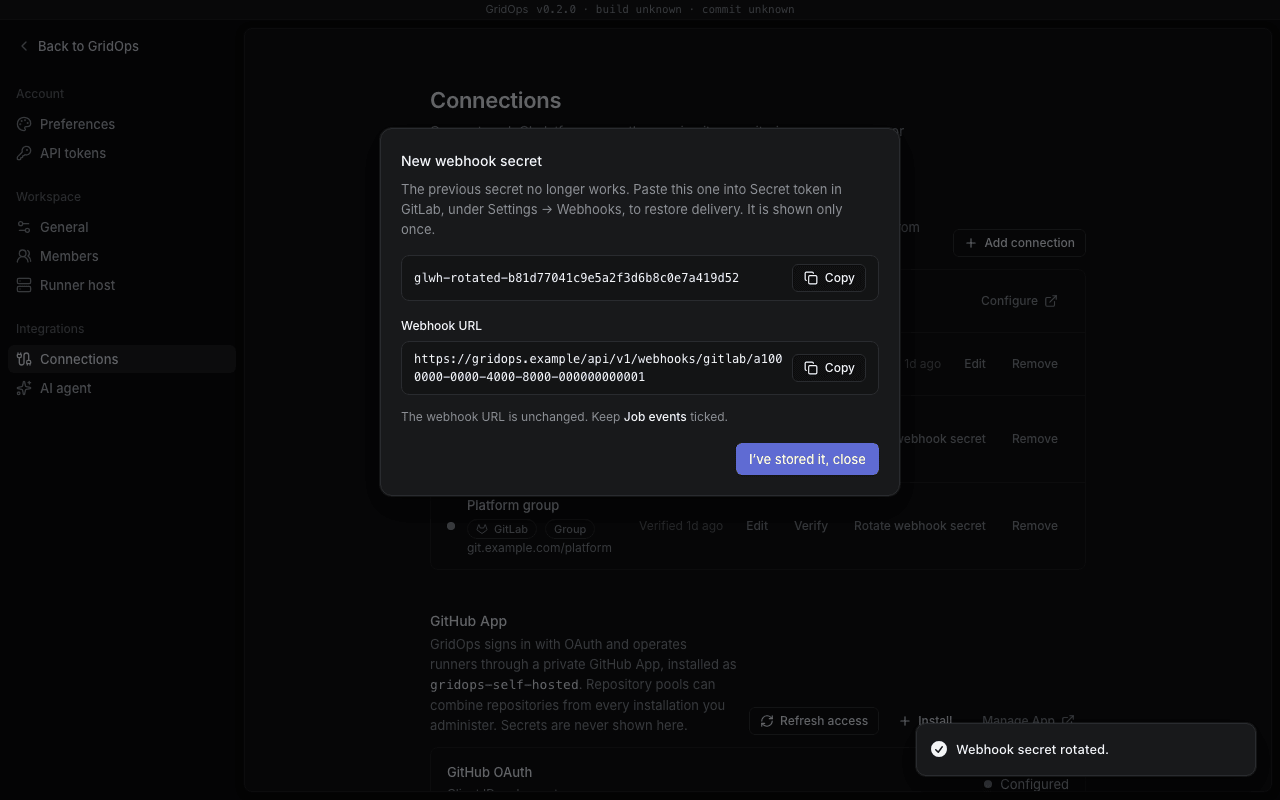 GridOps v0.2.0 · build unknown · commit unknown
Back to GridOps
Account
Preferences
API tokens
Workspace
General
Members
Runner host
Integrations
Connections
AI agent
Connections
or
om
Add connection
Configure
1d ago Edit Remove
webhook secret Remove
New webhook secret
The previous secret no longer works. Paste this one into Secret token in
GitLab, under Settings → Webhooks, to restore delivery. It is shown only
once.
glwh-rotated-b81d77041c9e5a2f3d6b8c0e7a419d52 Copy
Webhook URL
https://gridops.example/api/v1/webhooks/gitlab/a100
0000-0000-4000-8000-000000000001
Copy
The webhook URL is unchanged. Keep Job events ticked.
I've stored it, close
Platform group
GitLab Group
git.example.com/platform
Verified 1d ago Edit Verify Rotate webhook secret Remove
GitHub App
GridOps signs in with OAuth and operates
runners through a private GitHub App, installed as
gridops-self-hosted. Repository pools can
combine repositories from every installation you
administer. Secrets are never shown here.
Refresh access Install Manage App
GitHub OAuth
Configured
Webhook secret rotated.